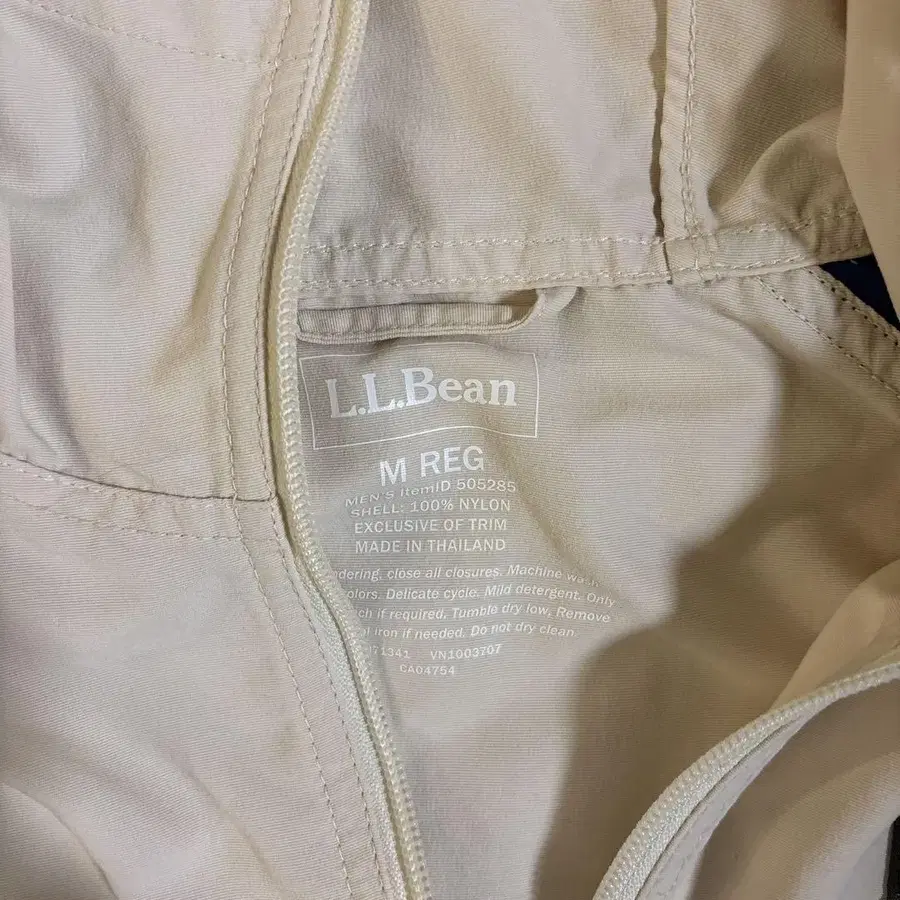 L.L.Bean
M REG
MEN'S ItemID 505285
SHELL: 100% NYLON
EXCLUSIVE OF TRIM
MADE IN THAILAND
close all closures. Machine
Delicate cycle. Mild detergent. Only
if required. Tumble dry low, Remove
iron if needed. Do not dry clean.
71341 VN1003707
CA04754